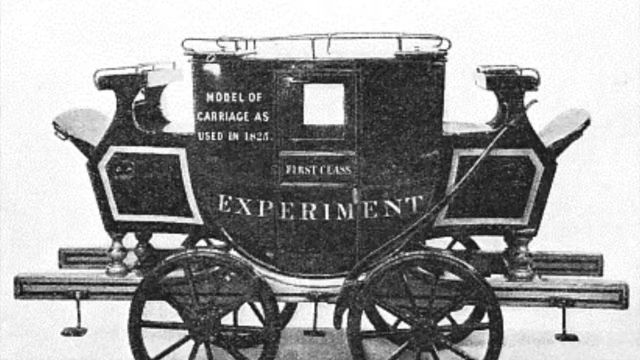 MODEL OF
CARRIAGE AS
USED IN 1825.
FIRST CLASS
EXPERIMENT